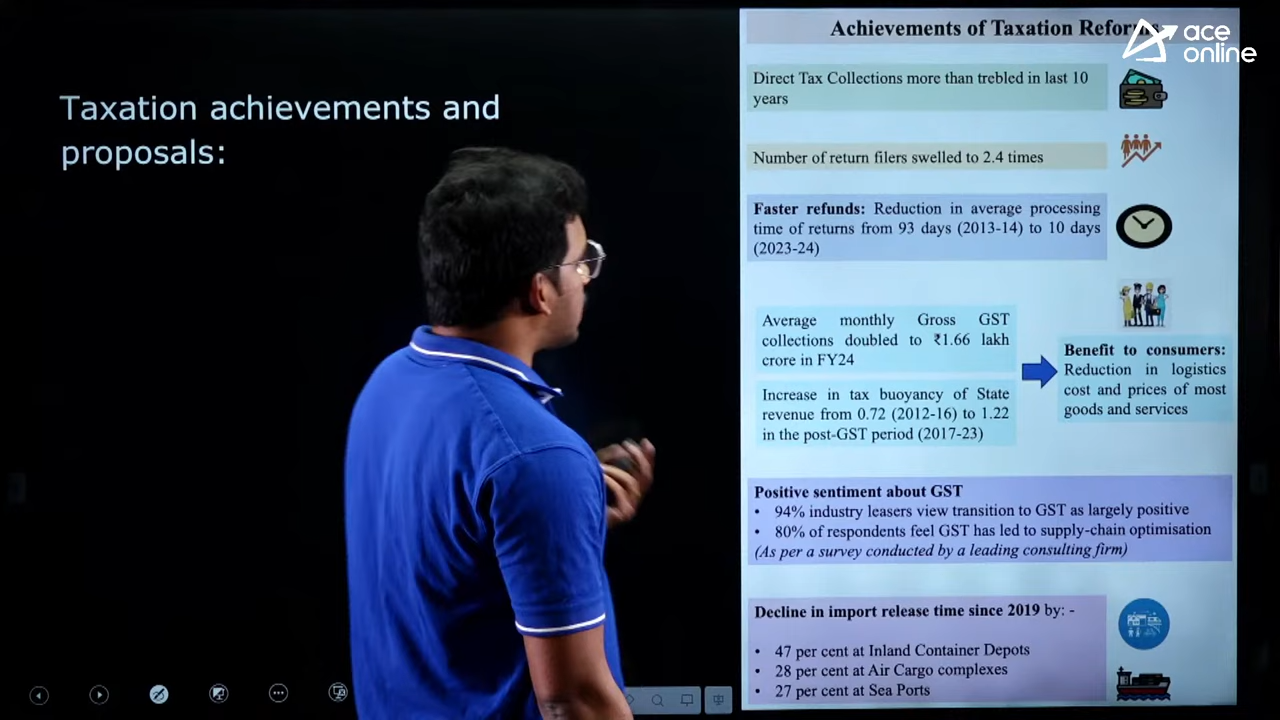 Taxation achievements and
proposals:
Achievements of Taxation Reforms
ace
online
Direct Tax Collections more than trebled in last 10
years
Number of return filers swelled to 2.4 times
Faster refunds: Reduction in average processing
time of returns from 93 days (2013-14) to 10 days
(2023-24)
Average monthly Gross GST
collections doubled to ₹1.66 lakh
crore in FY24
Increase in tax buoyancy of State
revenue from 0.72 (2012-16) to 1.22
in the post-GST period (2017-23)
Benefit to consumers:
Reduction in logistics
cost and prices of most
goods and services
Positive sentiment about GST
• 94% industry leasers view transition to GST as largely positive
• 80% of respondents feel GST has led to supply-chain optimisation
(As per a survey conducted by a leading consulting firm)
Decline in import release time since 2019 by: -
• 47 per cent at Inland Container Depots
• 28 per cent at Air Cargo complexes
• 27 per cent at Sea Ports